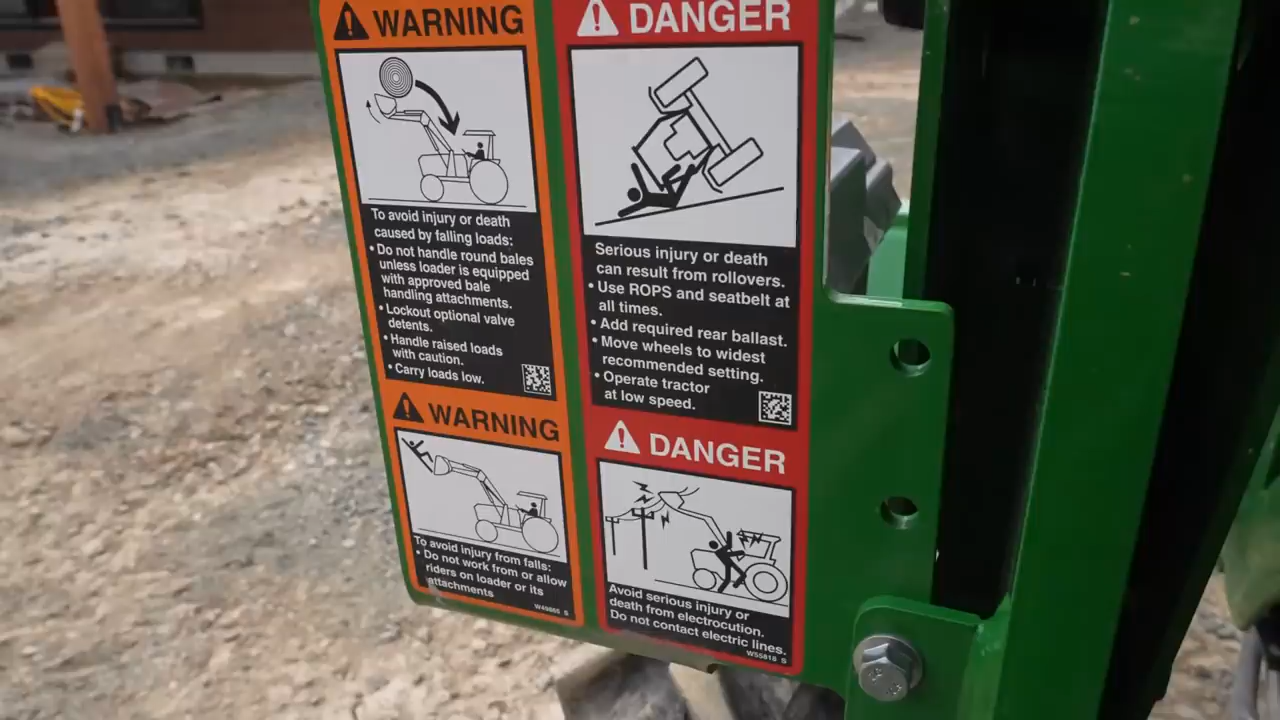 WARNING
To avoid injury or death
caused by falling loads:
• Do not handle round bales
unless loader is equipped
with approved bale
handling attachments.
• Lockout optional valve
detents.
• Handle raised loads
with caution.
• Carry loads low.
WARNING
To avoid injury from falls:
• Do not work from or allow
riders on loader or its
attachments
DANGER
Serious injury or death
can result from rollovers.
• Use ROPS and seatbelt at
all times.
• Add required rear ballast.
• Move wheels to widest
recommended setting.
• Operate tractor
at low speed.
DANGER
Avoid serious injury or
death from electrocution.
Do not contact electric lines.
W55818 S